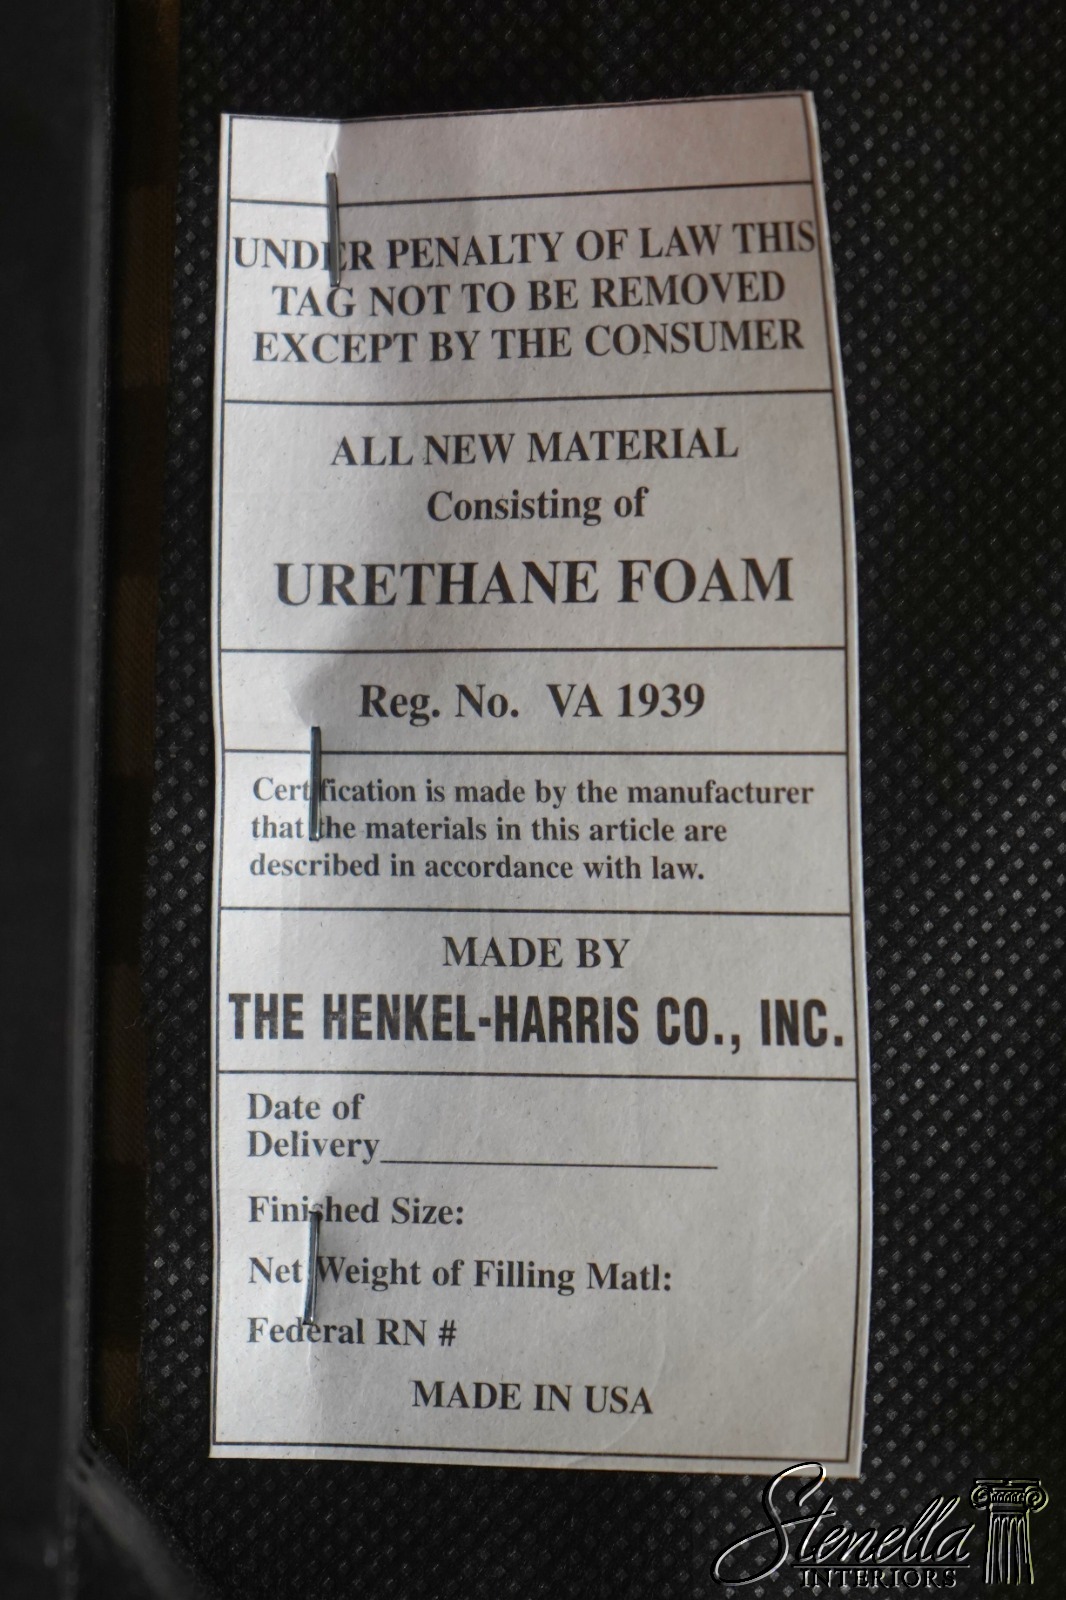 UNDER PENALTY OF LAW THIS
TAG NOT TO BE REMOVED
EXCEPT BY THE CONSUMER
ALL NEW MATERIAL
Consisting of
URETHANE FOAM
Reg. No. VA 1939
Certification is made by the manufacturer
that the materials in this article are
described in accordance with law.
MADE BY
THE HENKEL-HARRIS CO., INC.
Date of
Delivery
Finished Size:
Net Weight of Filling Matl:
Federal RN #
MADE IN USA
Stenella
INTERIORS